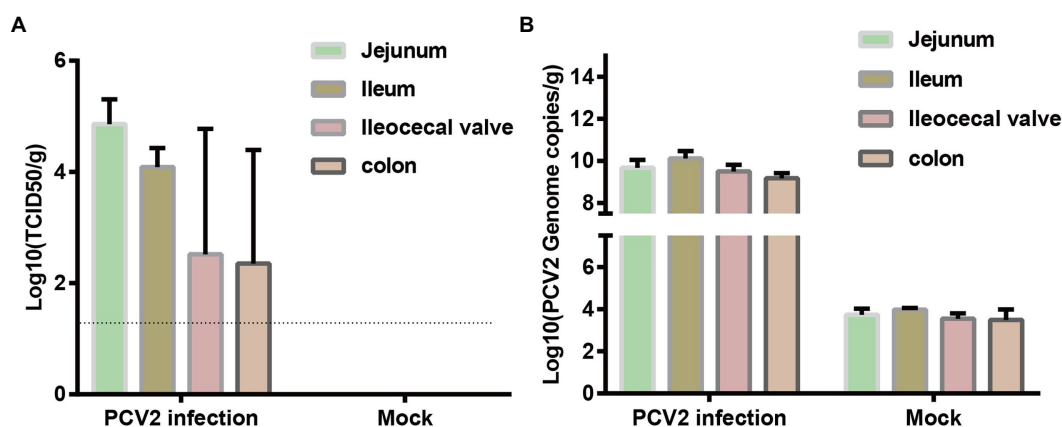 A
Jejunum
Ileum
Ileocecal valve
colon
Log10(TCID50/g)
6
4
2
0
PCV2 infection
Mock
B
Jejunum
Ileum
Ileocecal valve
colon
Log10(PCV2 Genome copies/g)
14
12
10
8
6
4
2
0
PCV2 infection
Mock